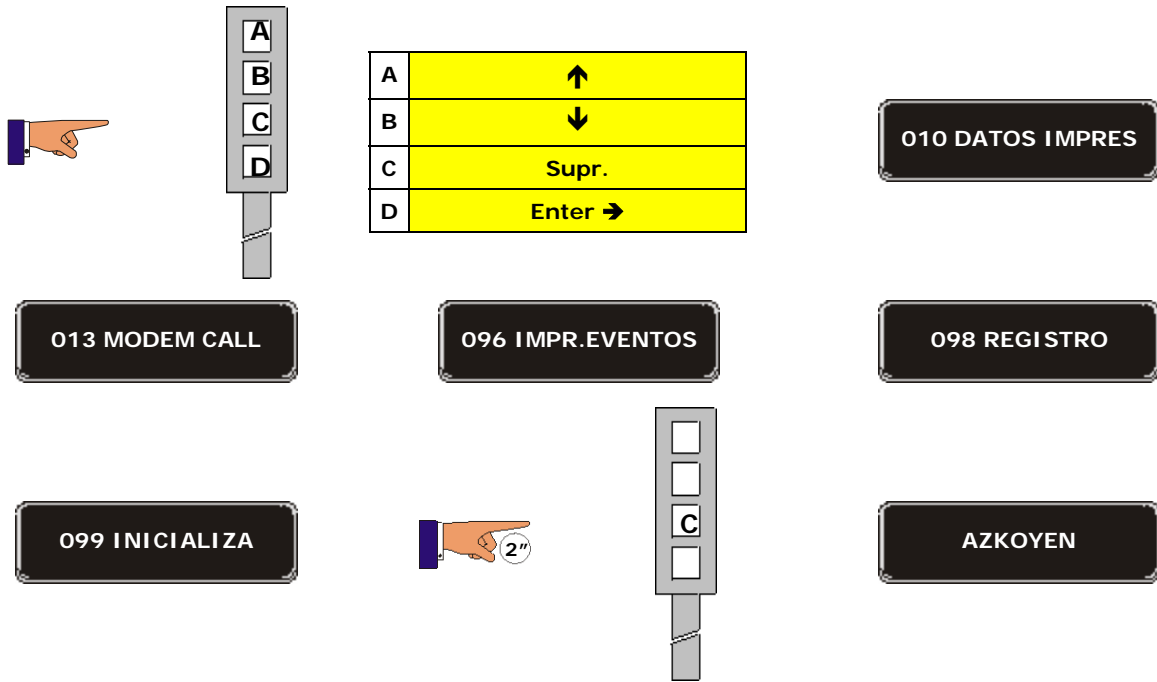 A
B
C
D
A ↑
B ↓
C Supr.
D Enter →
010 DATOS IMPRES
013 MODEM CALL
096 IMPR.EVENTOS
098 REGISTRO
099 INICIALIZA
2"
C
AZKOYEN